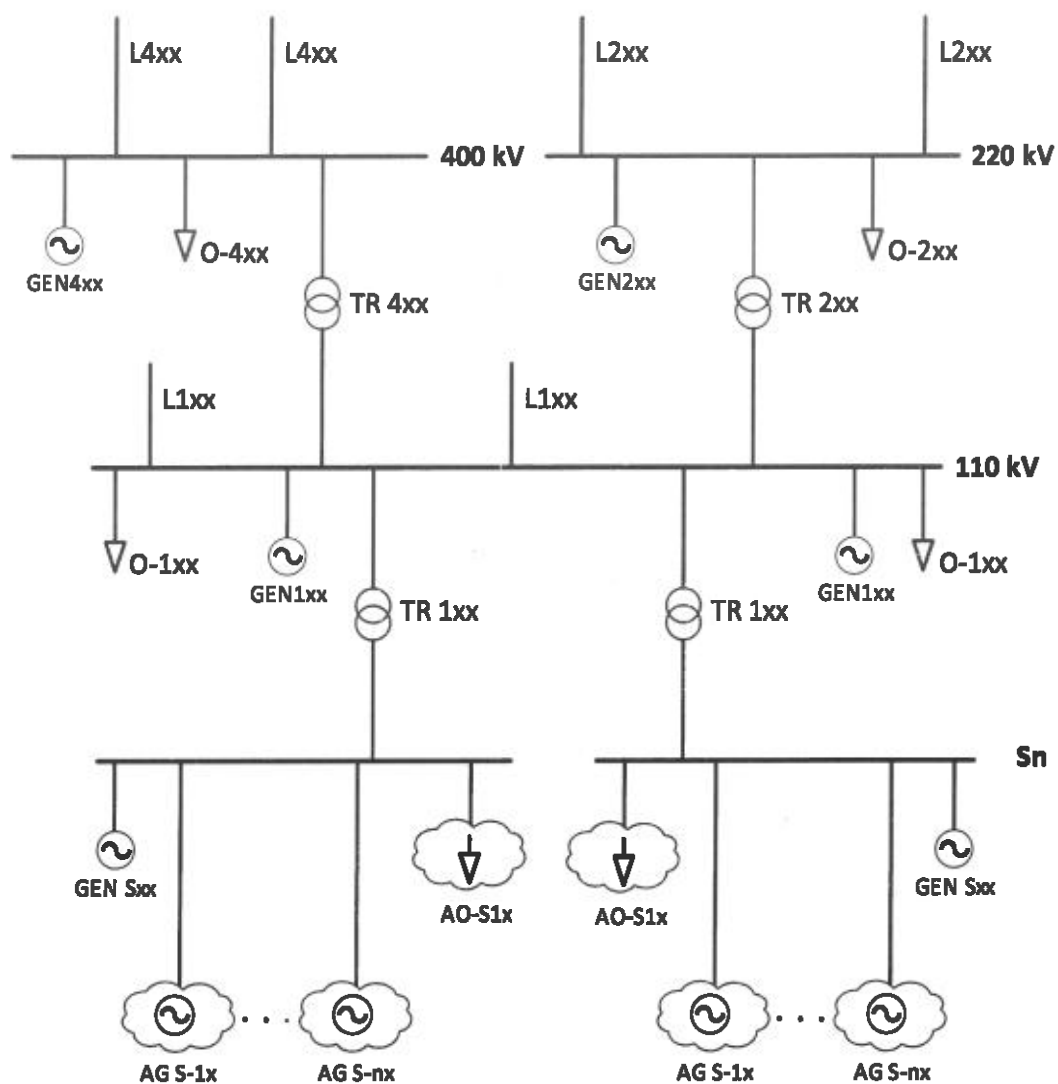 L4xx
L4xx
L2xx
L2xx
400 kV
220 kV
GEN4xx
O-4xx
GEN2xx
O-2xx
TR 4xx
TR 2xx
L1xx
L1xx
110 kV
O-1xx
GEN1xx
GEN1xx
O-1xx
TR 1xx
TR 1xx
Sn
GEN Sxx
AO-S1x
AO-S1x
GEN Sxx
. . .
. . .
AG S-1x
AG S-nx
AG S-1x
AG S-nx